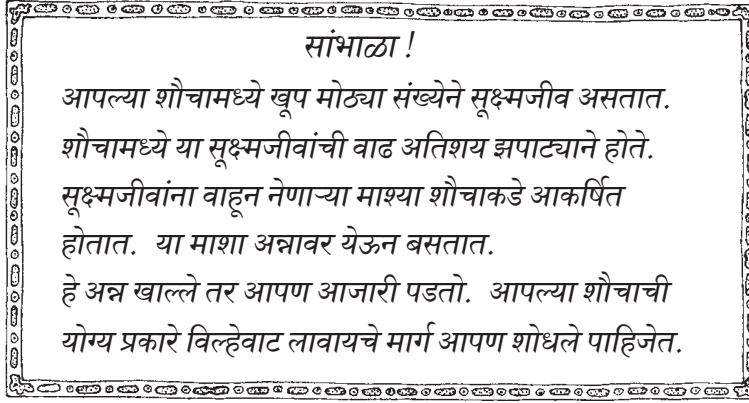 सांभाळा !
आपल्या शौचामध्ये खूप मोठ्या संख्येने सूक्ष्मजीव असतात.
शौचामध्ये या सूक्ष्मजीवांची वाढ अतिशय झपाट्याने होते.
सूक्ष्मजीवांना वाहून नेणाऱ्या माश्या शौचाकडे आकर्षित
होतात. या माशा अन्नावर येऊन बसतात.
हे अन्न खाल्ले तर आपण आजारी पडतो. आपल्या शौचाची
योग्य प्रकारे विल्हेवाट लावायचे मार्ग आपण शोधले पाहिजेत.